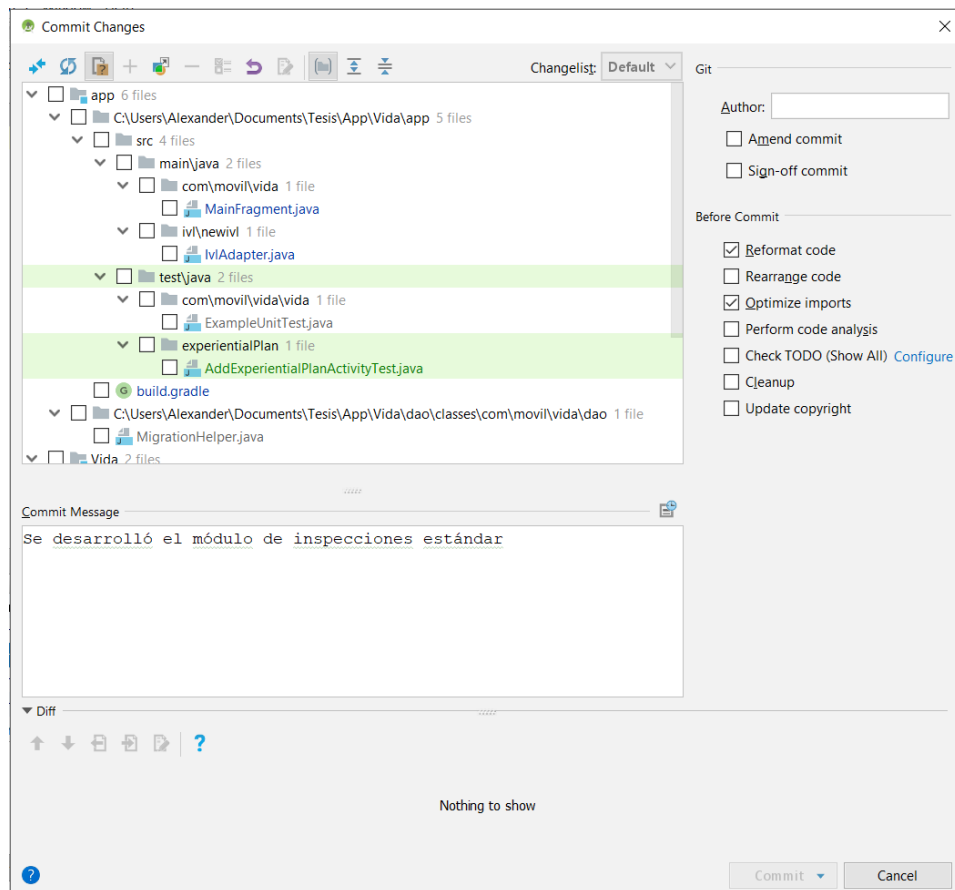 Commit Changes
Changelist: Default
app 6 files
C:\Users\Alexander\Documents\Tesis\App\Vida\app 5 files
src 4 files
main\java 2 files
com\movil\vida 1 file
MainFragment.java
ivl\newivl 1 file
IvlAdapter.java
test\java 2 files
com\movil\vida\vida 1 file
ExampleUnitTest.java
experientialPlan 1 file
AddExperientialPlanActivityTest.java
build.gradle
C:\Users\Alexander\Documents\Tesis\App\Vida\dao\classes\com\movil\vida\dao 1 file
MigrationHelper.java
Vida 2 files
Git
Author:
Amend commit
Sign-off commit
Before Commit
Reformat code
Rearrange code
Optimize imports
Perform code analysis
Check TODO (Show All) Configure
Cleanup
Update copyright
Commit Message
Se desarrolló el módulo de inspecciones estándar
Diff
?
Nothing to show
?
Commit
Cancel